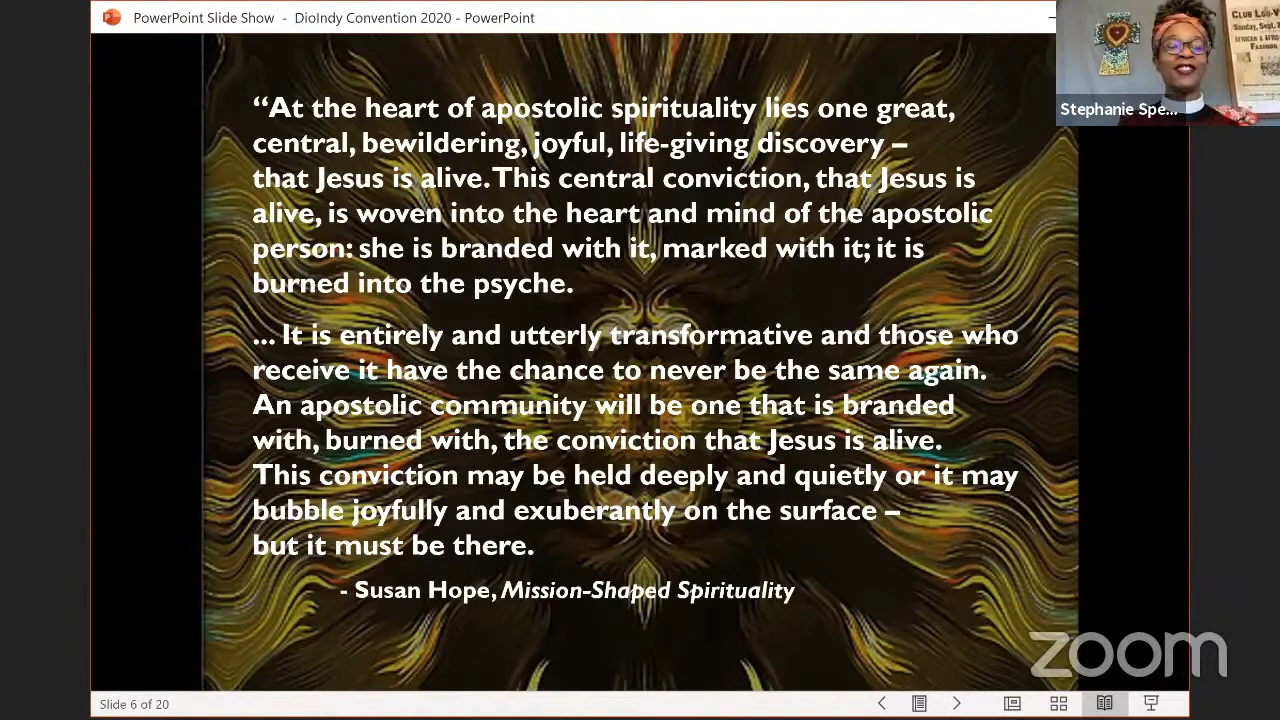 PowerPoint Slide Show - DioIndy Convention 2020 - PowerPoint
“At the heart of apostolic spirituality lies one great,
central, bewildering, joyful, life-giving discovery –
that Jesus is alive. This central conviction, that Jesus is
alive, is woven into the heart and mind of the apostolic
person: she is branded with it, marked with it; it is
burned into the psyche.
... It is entirely and utterly transformative and those who
receive it have the chance to never be the same again.
An apostolic community will be one that is branded
with, burned with, the conviction that Jesus is alive.
This conviction may be held deeply and quietly or it may
bubble joyfully and exuberantly on the surface –
but it must be there.
- Susan Hope, Mission-Shaped Spirituality
Stephanie Spe...
Sunday, Sept.
AFRICAN &
FASHION
zoom
Slide 6 of 20